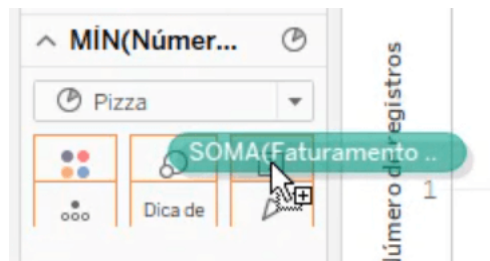 MÍN(Númer...
Pizza
SOMA(Faturamento ..
Dica de
Número de registros
1